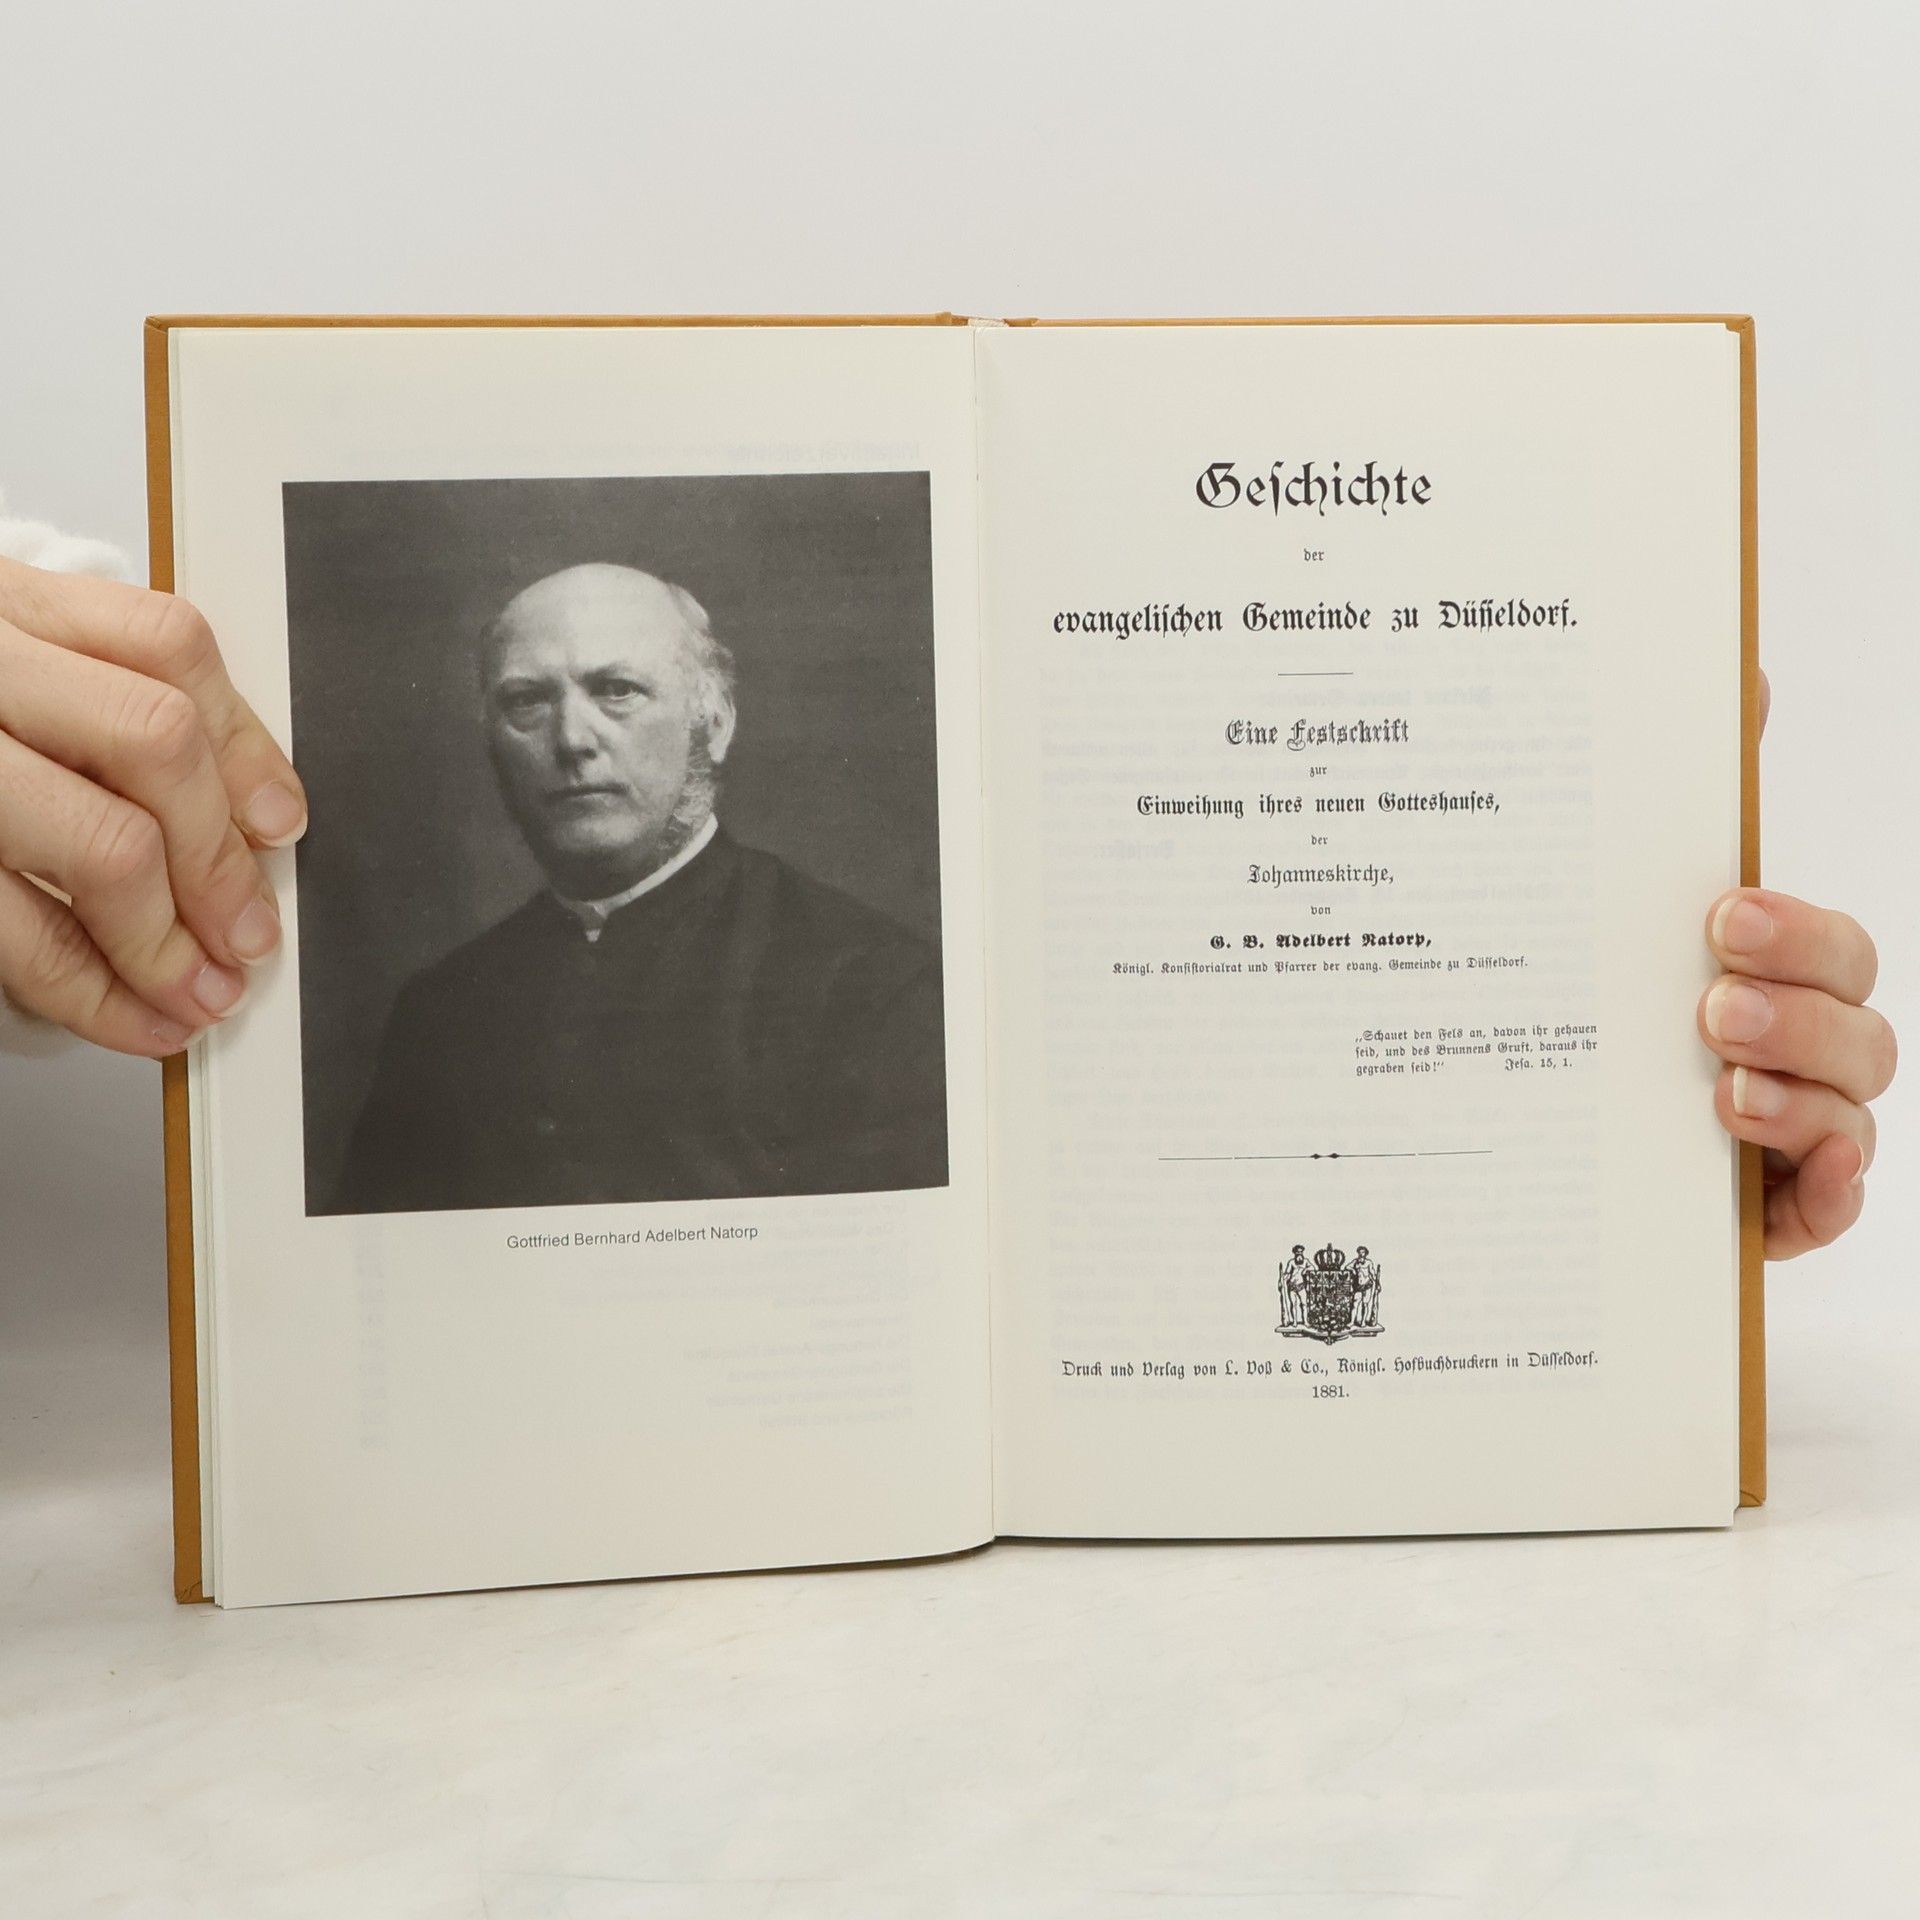 Gottfried Bernhard Adelbert Natorp
Geſchichte
der
evangeliſchen Gemeinde zu Düſſeldorf.
Eine Festschrift
zur
Einweihung ihres neuen Gotteshauſes,
der
Johanneskirche,
von
G. B. Adelbert Natorp,
Königl. Konſiſtorialrat und Pfarrer der evang. Gemeinde zu Düſſeldorf.
„Schauet den Fels an, davon ihr gehauen
ſeid, und des Brunnens Gruft, daraus ihr
gegraben ſeid!“ Jeſa. 15, 1.
Druck und Verlag von L. Voß & Co., Königl. Hofbuchdruckern in Düſſeldorf.
1881.